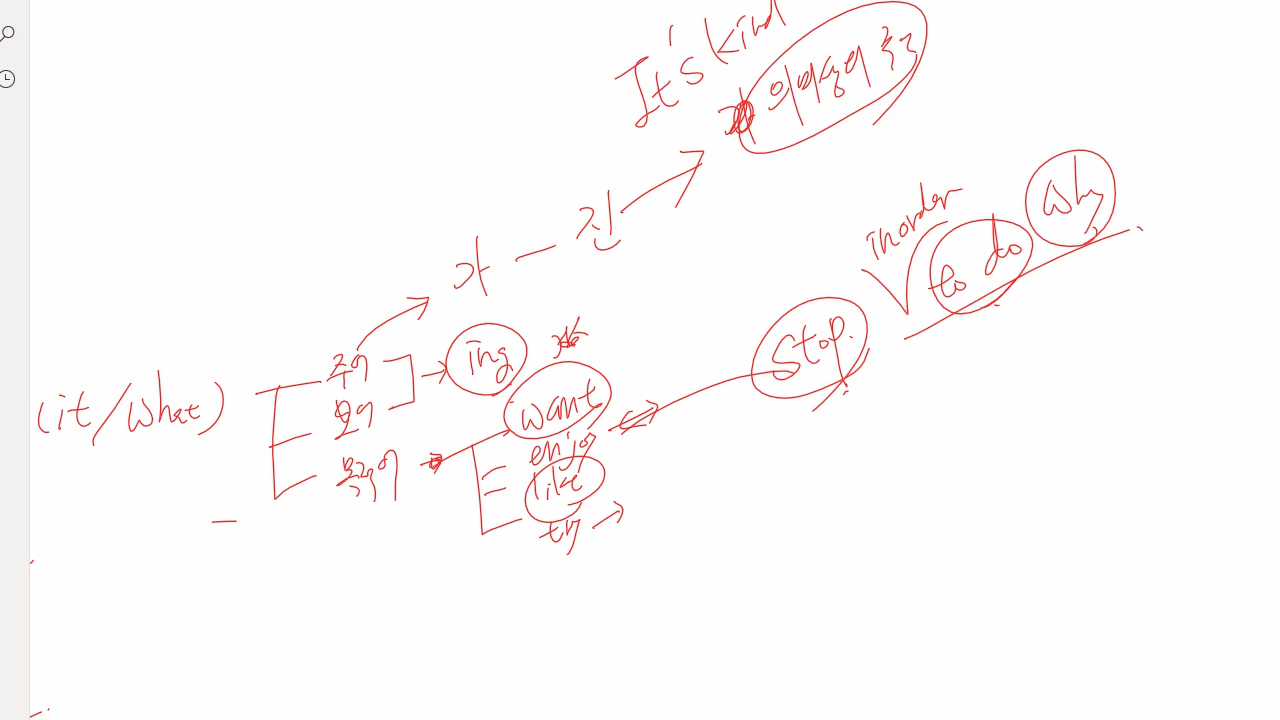 It's kind
의미상의 주
why
in order
to do
가 - 진
stop.
주어
ing
(it/what)
보어
want
enjoy
목적어
like
try